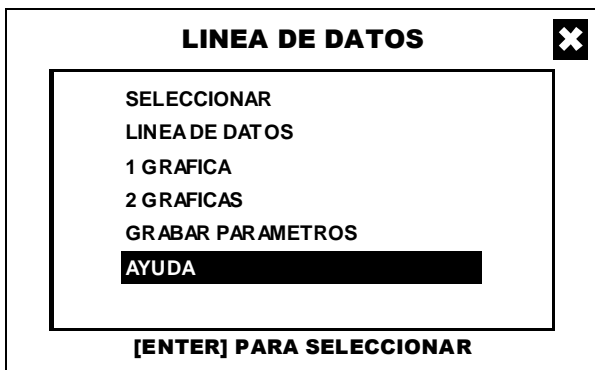 LINEA DE DATOS
SELECCIONAR
LINEA DE DATOS
1 GRAFICA
2 GRAFICAS
GRABAR PARAMETROS
AYUDA
[ENTER] PARA SELECCIONAR